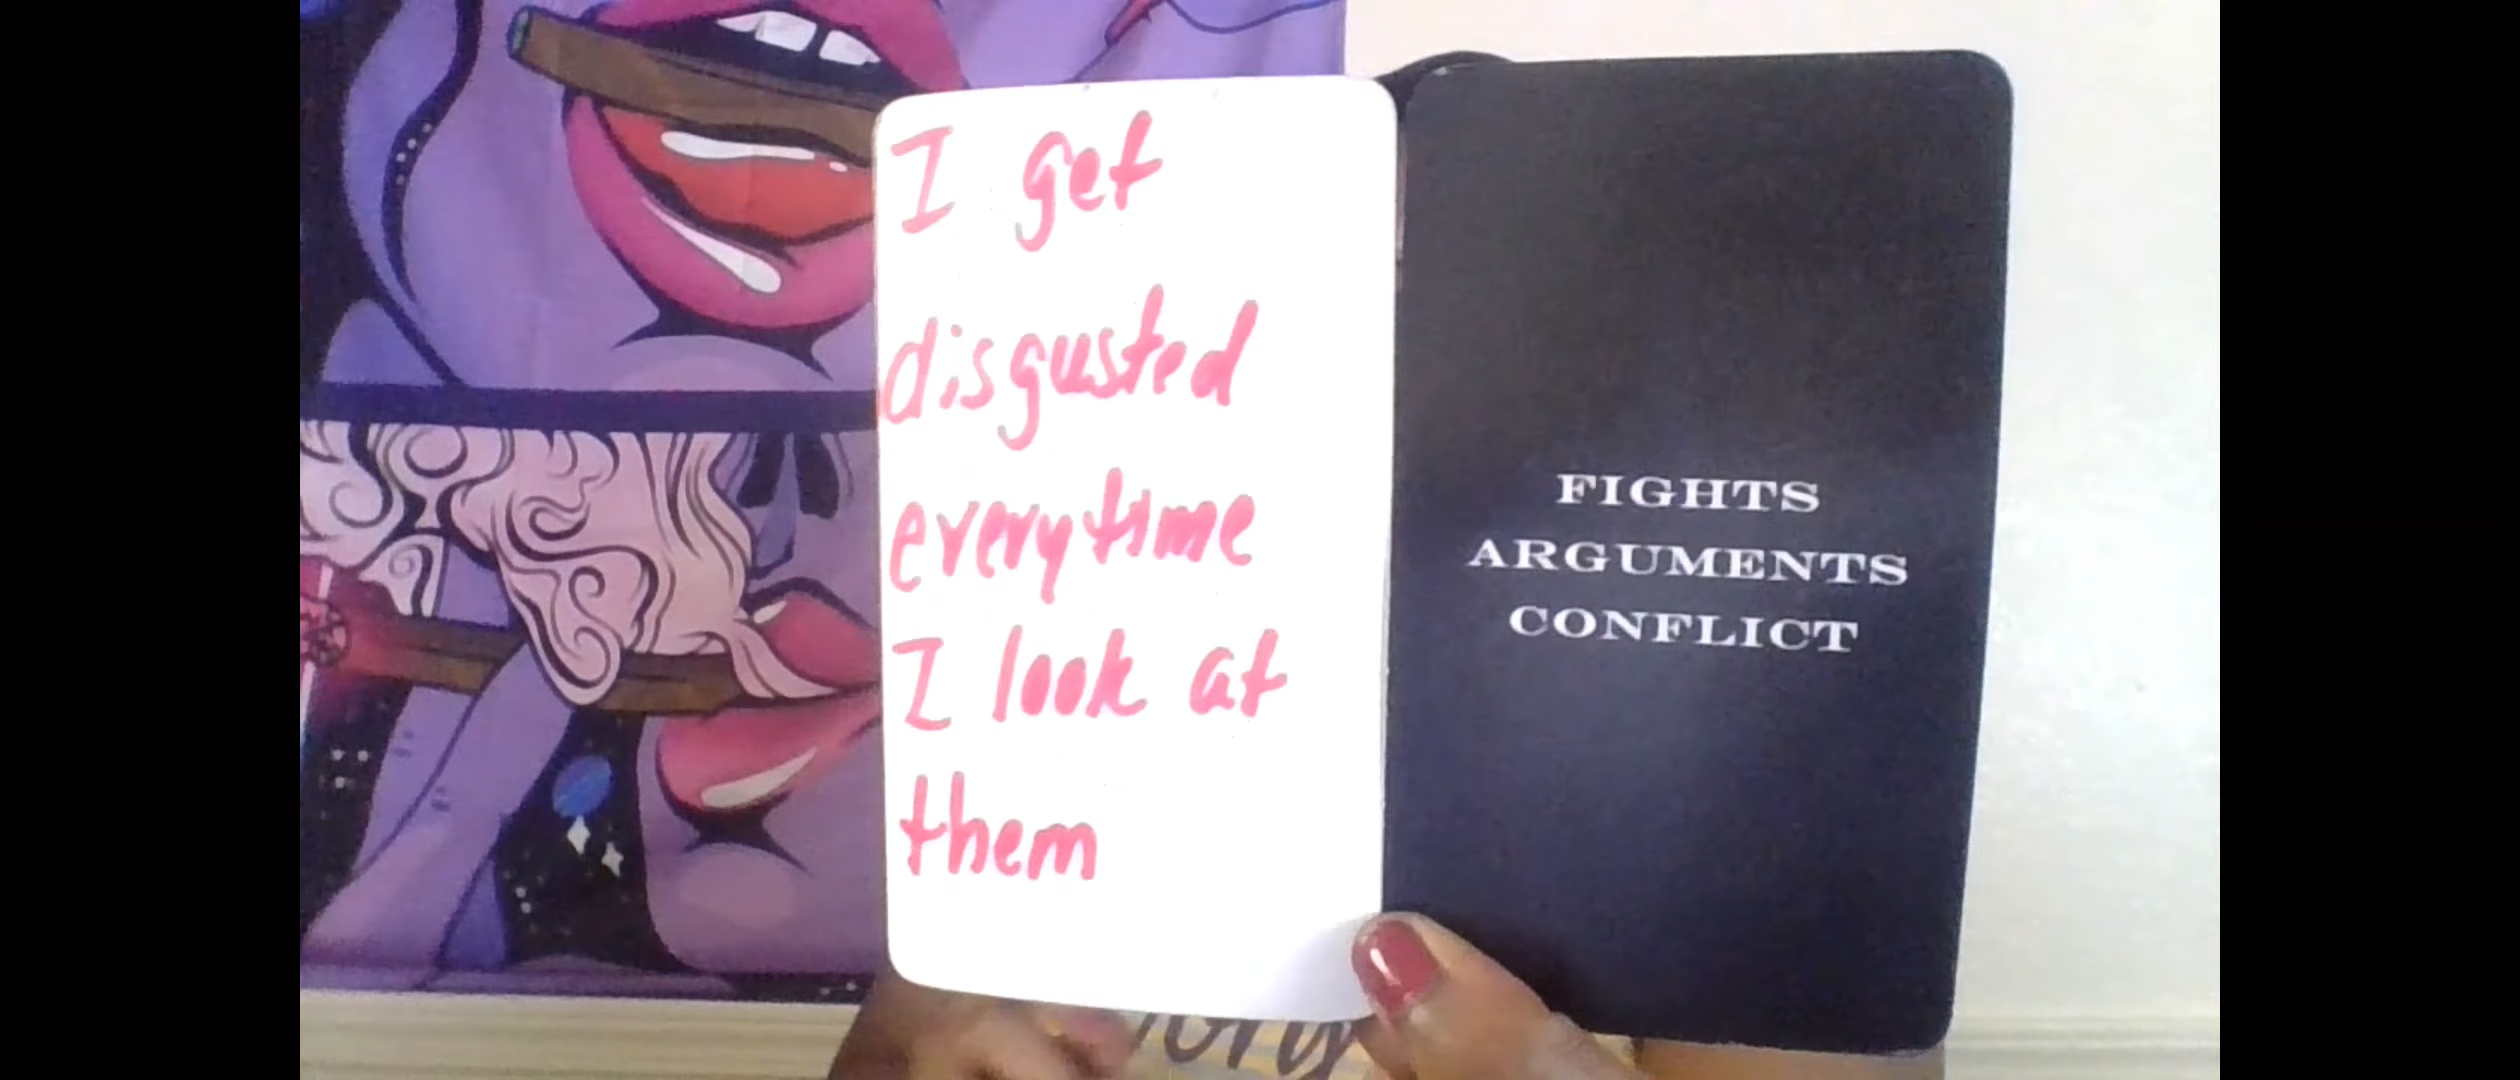 I get
disgusted
everytime
I look at
them
FIGHTS
ARGUMENTS
CONFLICT